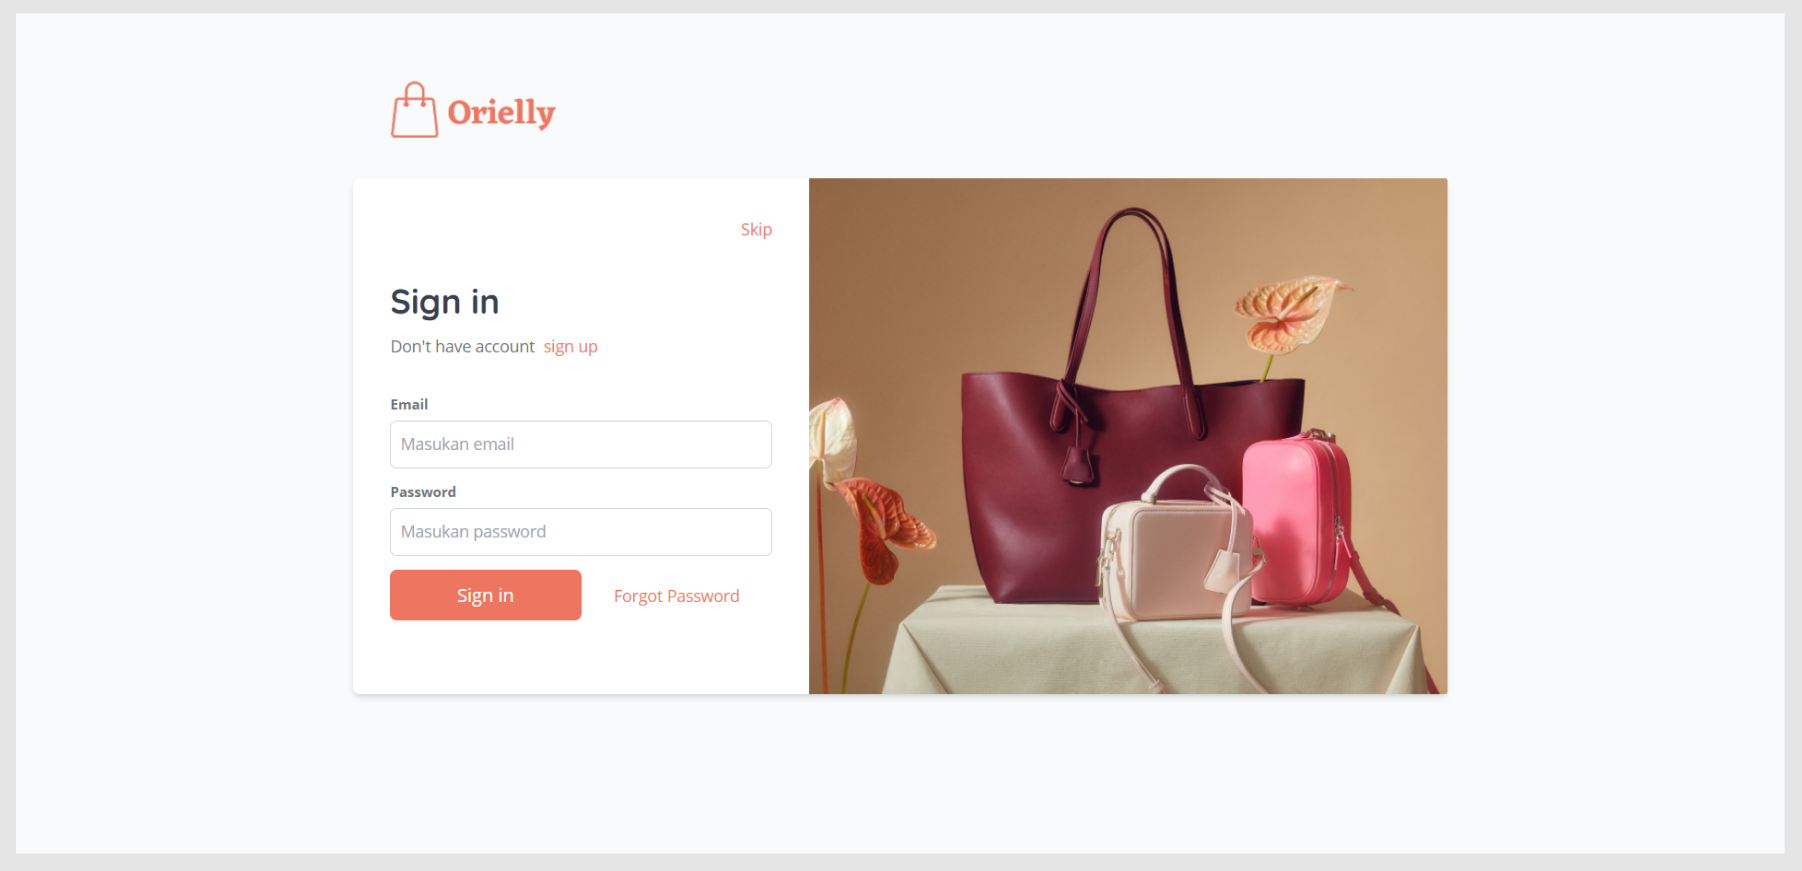 Orielly
Skip
Sign in
Don't have account sign up
Email
Masukan email
Password
Masukan password
Sign in Forgot Password